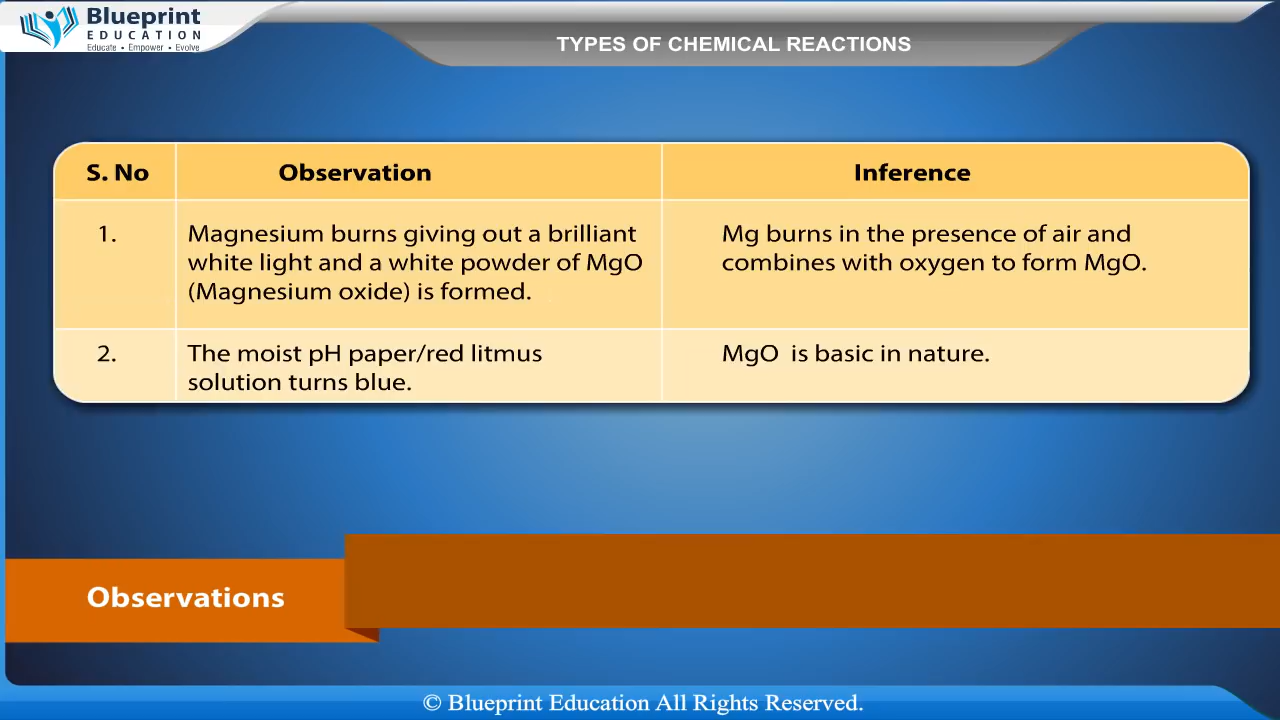 Blueprint
EDUCATION
Educate • Empower • Evolve
TYPES OF CHEMICAL REACTIONS
S. No
Observation
Inference
1.
Magnesium burns giving out a brilliant
white light and a white powder of MgO
(Magnesium oxide) is formed.
Mg burns in the presence of air and
combines with oxygen to form MgO.
2.
The moist pH paper/red litmus
solution turns blue.
MgO is basic in nature.
Observations
© Blueprint Education All Rights Reserved.